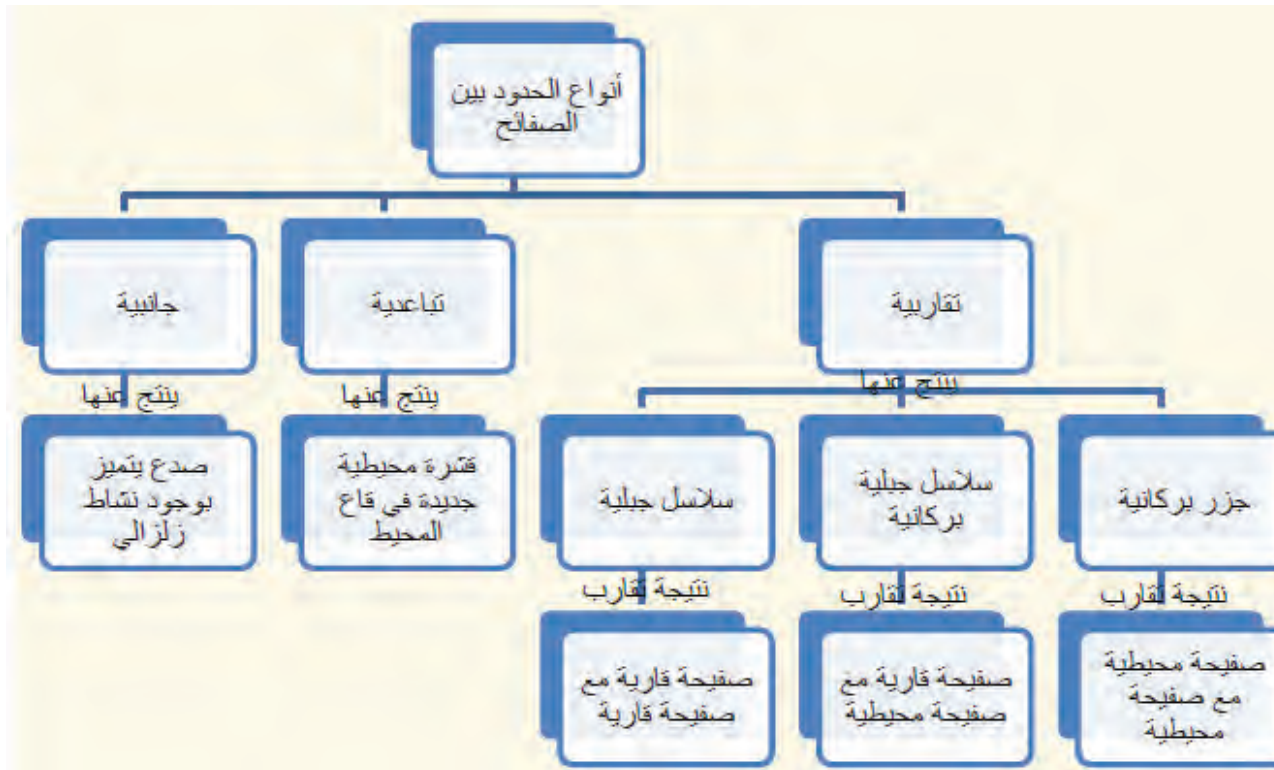 أنواع الحدود بين
الصفائح
تقاربية
تباعدية
جانبية
ينتج عنها
ينتج عنها
ينتج عنها
جزر بركانية
سلاسل جبلية
بركانية
سلاسل جبلية
قشرة محيطية
جديدة في قاع
المحيط
صدع يتميز
بوجود نشاط
زلزالي
نتيجة تقارب
نتيجة تقارب
نتيجة تقارب
صفيحة محيطية
مع صفيحة
محيطية
صفيحة قارية مع
صفيحة محيطية
صفيحة قارية مع
صفيحة قارية